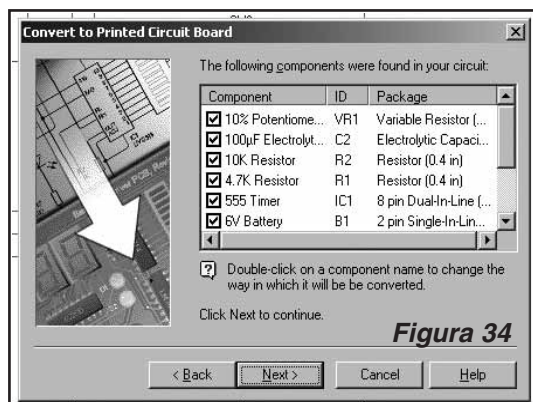 Convert to Printed Circuit Board
The following components were found in your circuit:
Component ID Package
10% Potentiome... VR1 Variable Resistor (...
100µF Electrolyt... C2 Electrolytic Capaci...
10K Resistor R2 Resistor (0.4 in)
4.7K Resistor R1 Resistor (0.4 in)
555 Timer IC1 8 pin Dual-In-Line (...
6V Battery B1 2 pin Single-In-Lin...
Double-click on a component name to change the
way in which it will be be converted.
Click Next to continue.
Figura 34
< Back Next > Cancel Help